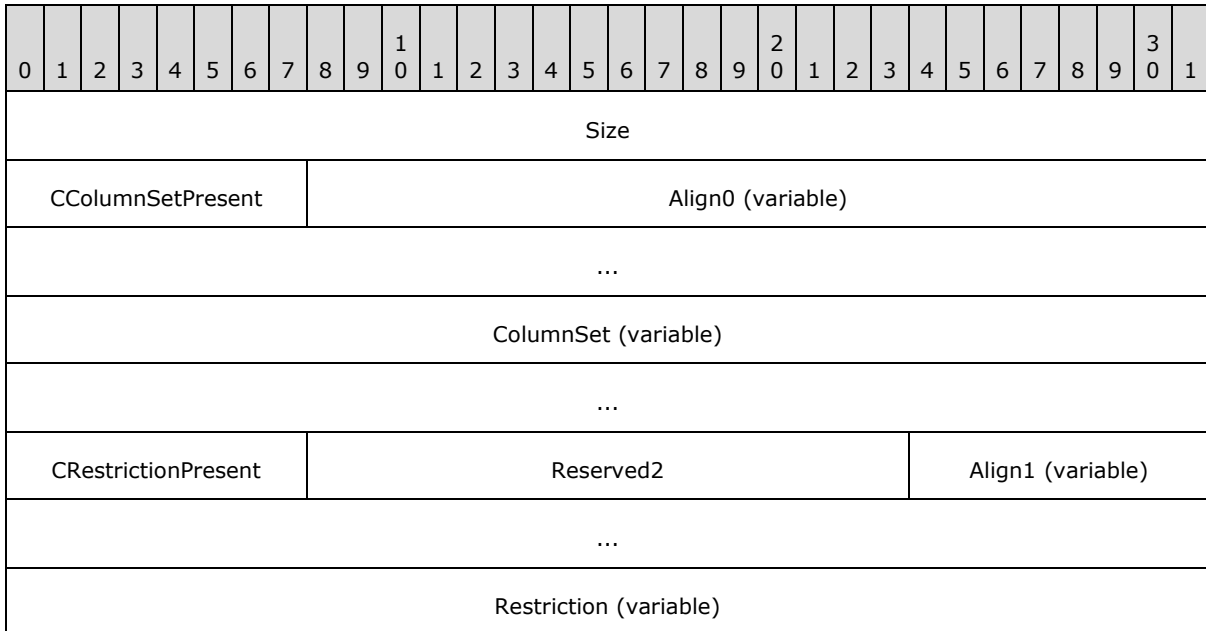 1 2 3
0 1 2 3 4 5 6 7 8 9 0 1 2 3 4 5 6 7 8 9 0 1 2 3 4 5 6 7 8 9 0 1
Size
CColumnSetPresent Align0 (variable)
...
ColumnSet (variable)
...
CRestrictionPresent Reserved2 Align1 (variable)
...
Restriction (variable)